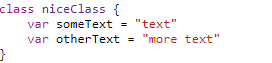 class niceClass {
    var someText = "text"
    var otherText = "more text"
}